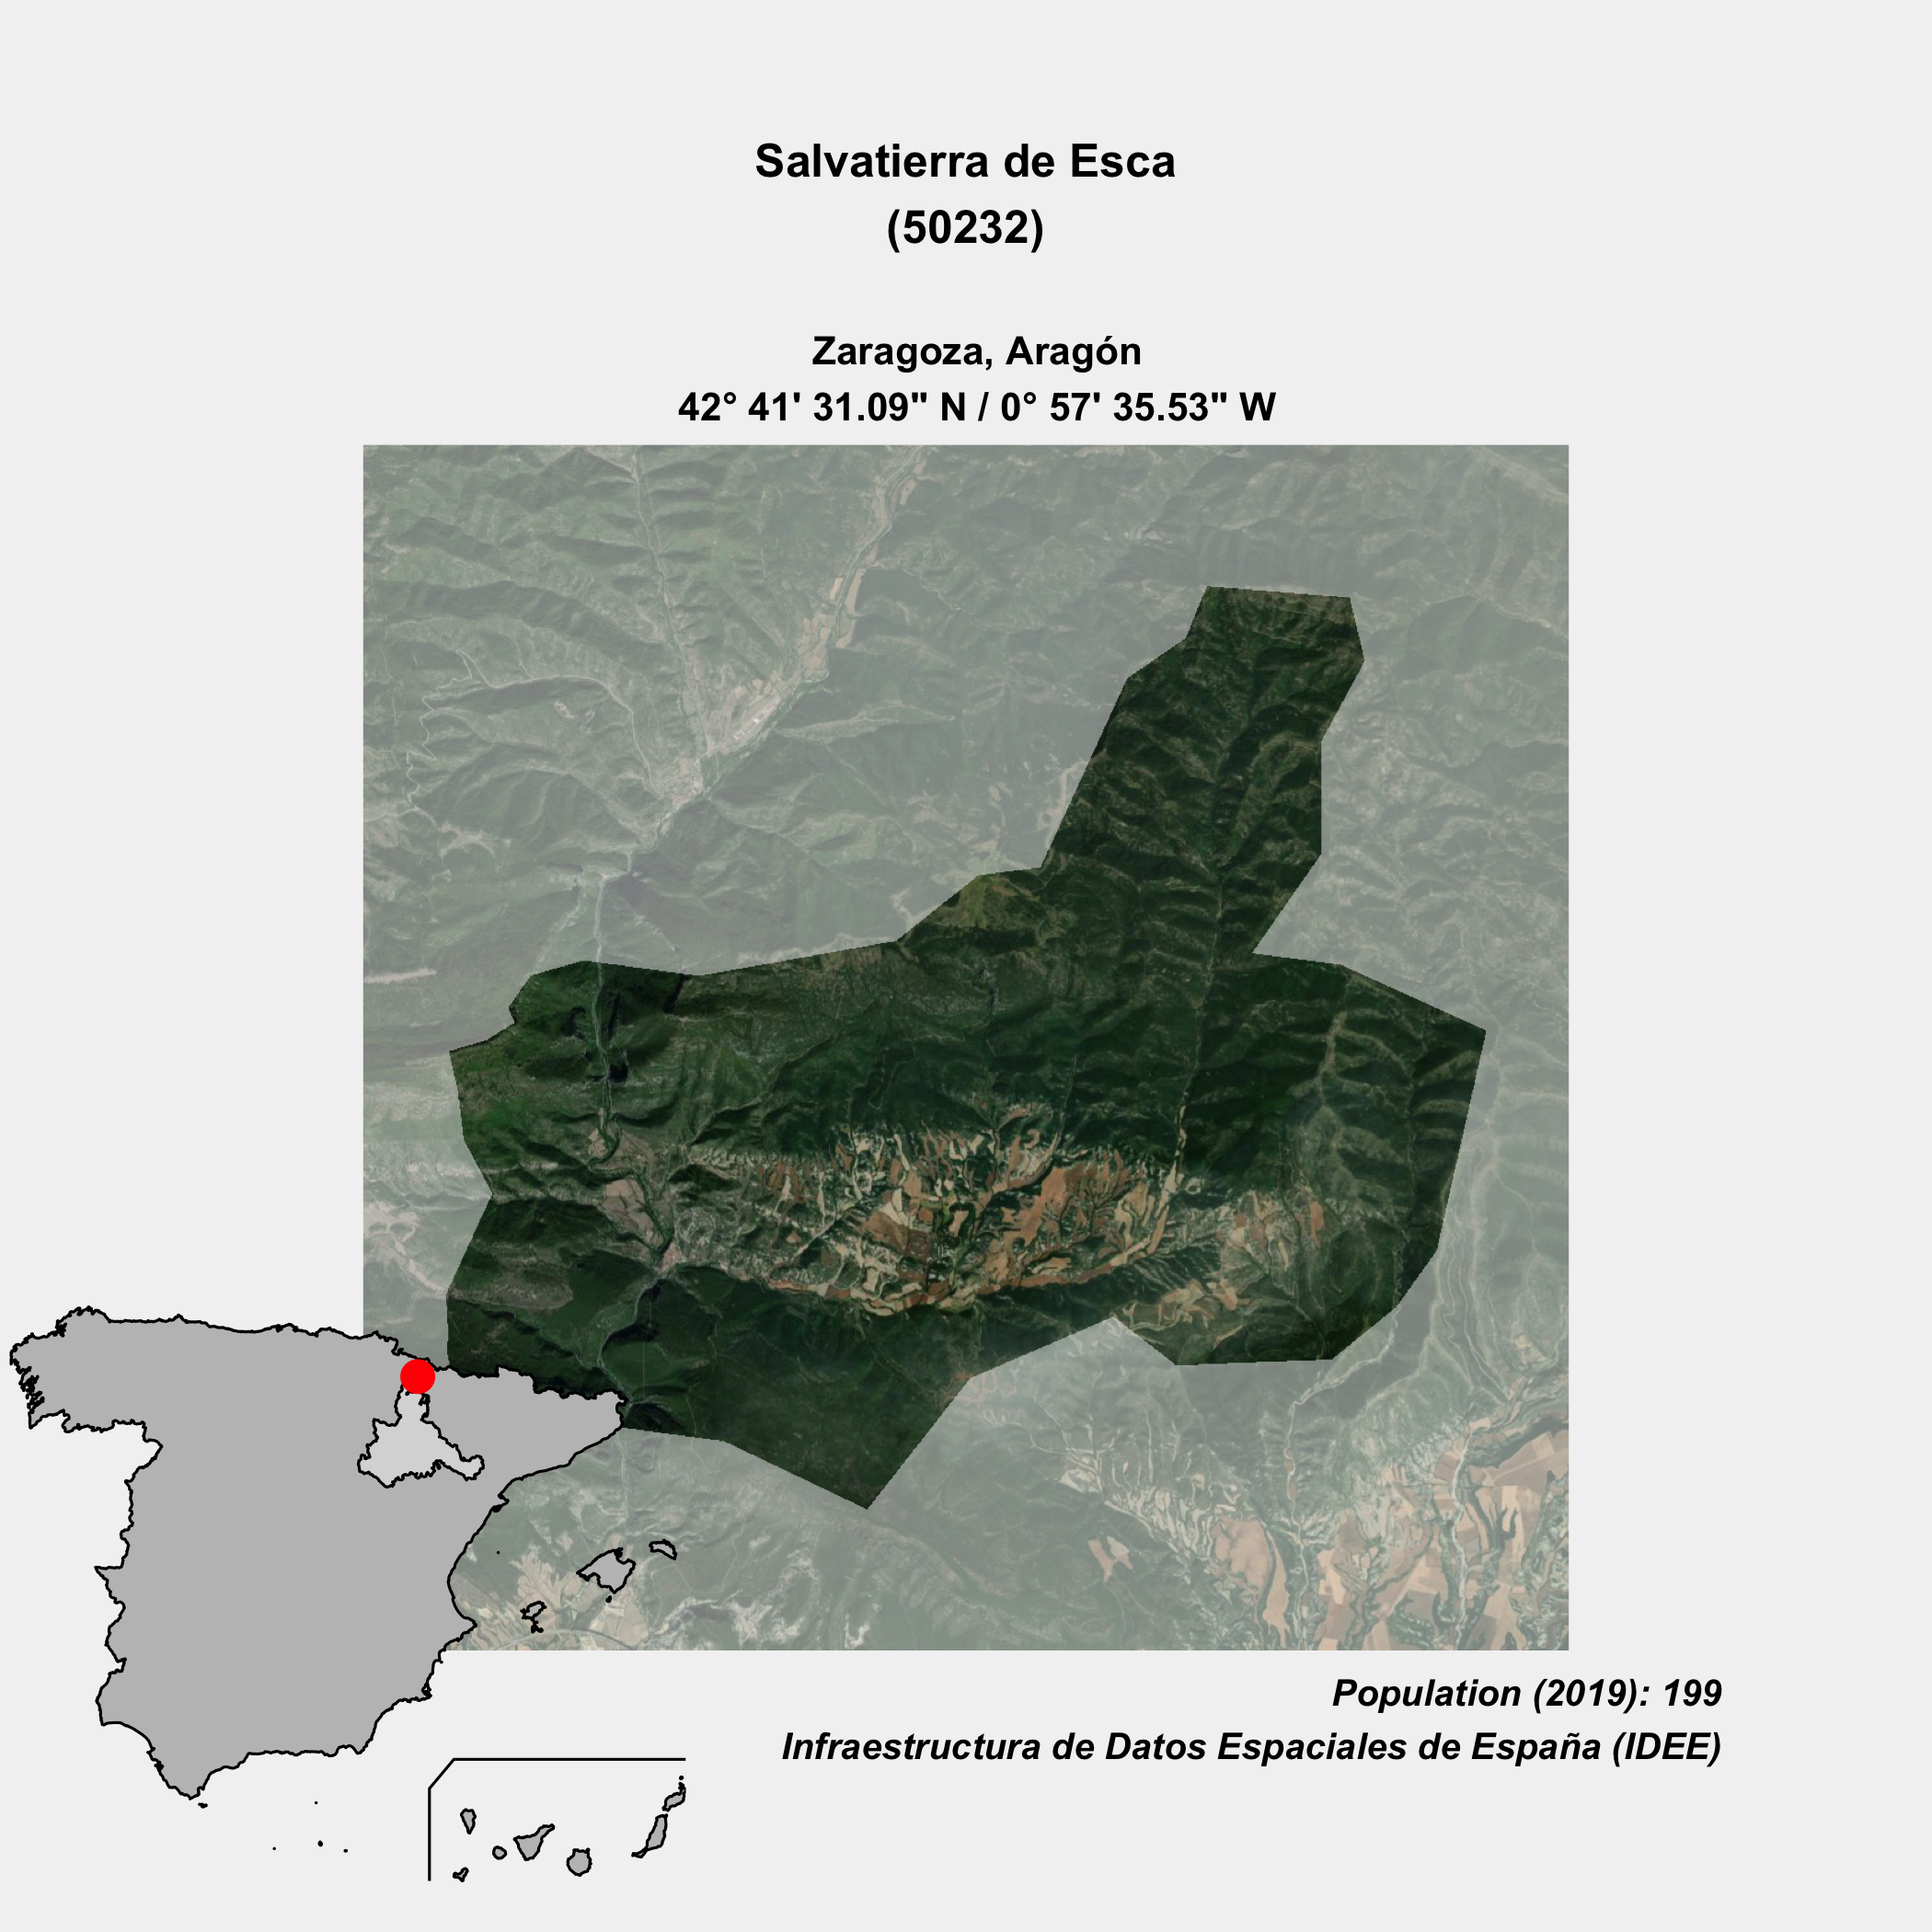 Salvatierra de Esca
(50232)
Zaragoza, Aragón
42° 41' 31.09" N / 0° 57' 35.53" W
Population (2019): 199
Infraestructura de Datos Espaciales de España (IDEE)